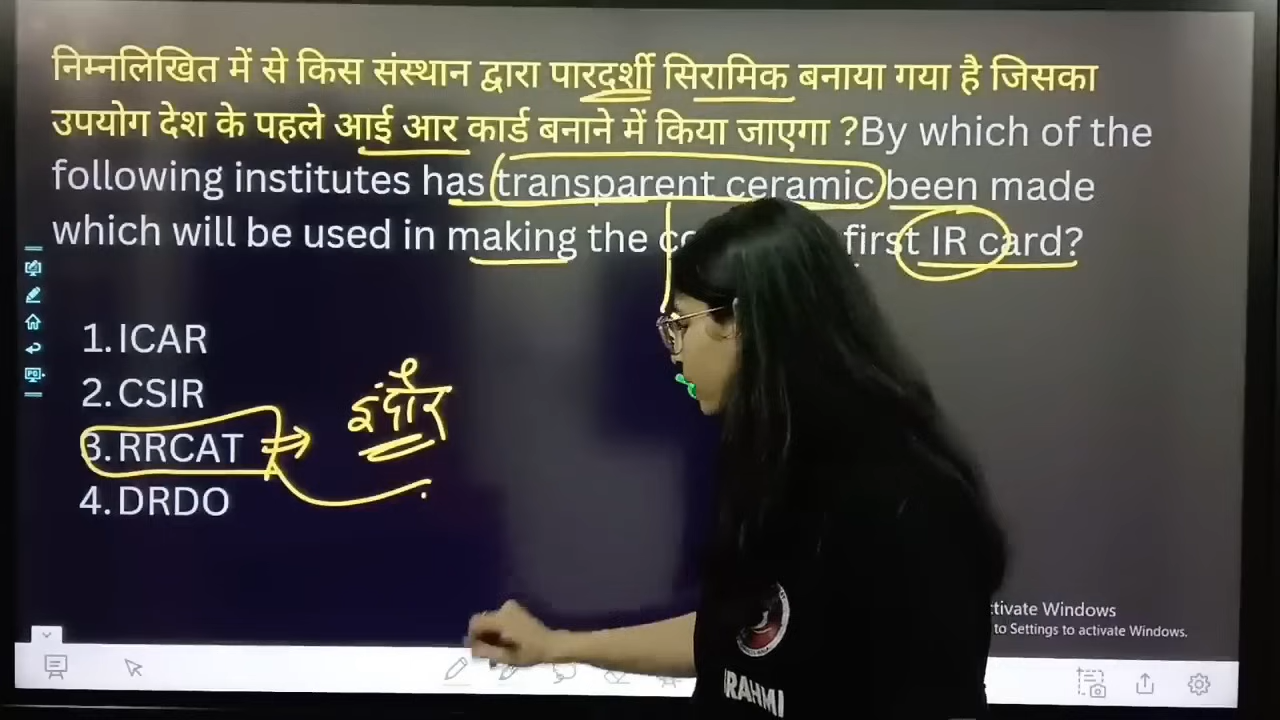 निम्नलिखित में से किस संस्थान द्वारा पारदर्शी सिरामिक बनाया गया है जिसका
उपयोग देश के पहले आई आर कार्ड बनाने में किया जाएगा ?By which of the
following institutes has transparent ceramic been made
which will be used in making the first IR card?
1. ICAR
2. CSIR
3. RRCAT
इंदौर
4. DRDO
ctivate Windows
to Settings to activate Windows.
RAHMI